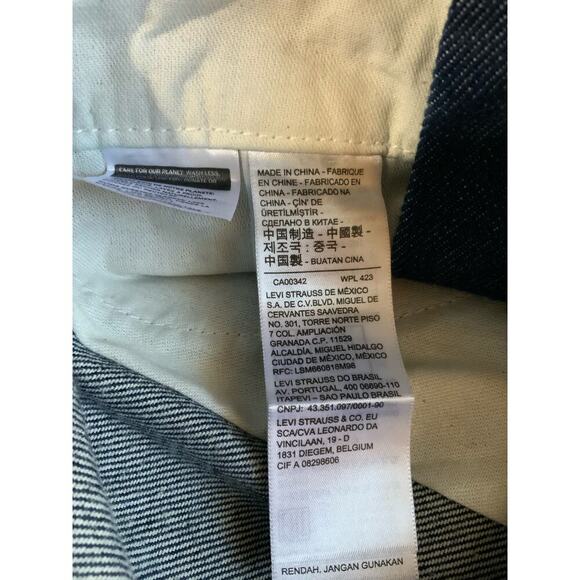 CARE FOR OUR PLANET. WASH LESS,
MADE IN CHINA - FABRIQUE
EN CHINE - FABRICADO EN
CHINA - FABRICADO NA
CHINA - ÇİN' DE
ÜRETİLMİŞTİR -
СДЕЛАНО В КИТАЕ -
中国制造 - 中國製 -
제조국 : 중국 -
中国製 - BUATAN CINA
CA00342 WPL 423
LEVI STRAUSS DE MÉXICO
S.A. DE C.V.BLVD. MIGUEL DE
CERVANTES SAAVEDRA
NO. 301, TORRE NORTE PISO
7 COL. AMPLIACIÓN
GRANADA C.P. 11529
ALCALDÍA, MIGUEL HIDALGO
CIUDAD DE MÉXICO, MÉXICO
RFC: LSM660818M98
LEVI STRAUSS DO BRASIL
AV. PORTUGAL, 400 06690-110
ITAPEVI – SAO PAULO BRASIL
CNPJ: 43.351.097/0001-90
LEVI STRAUSS & CO. EU
SCA/CVA LEONARDO DA
VINCILAAN, 19 - D
1831 DIEGEM, BELGIUM
CIF A 08298606
RENDAH. JANGAN GUNAKAN